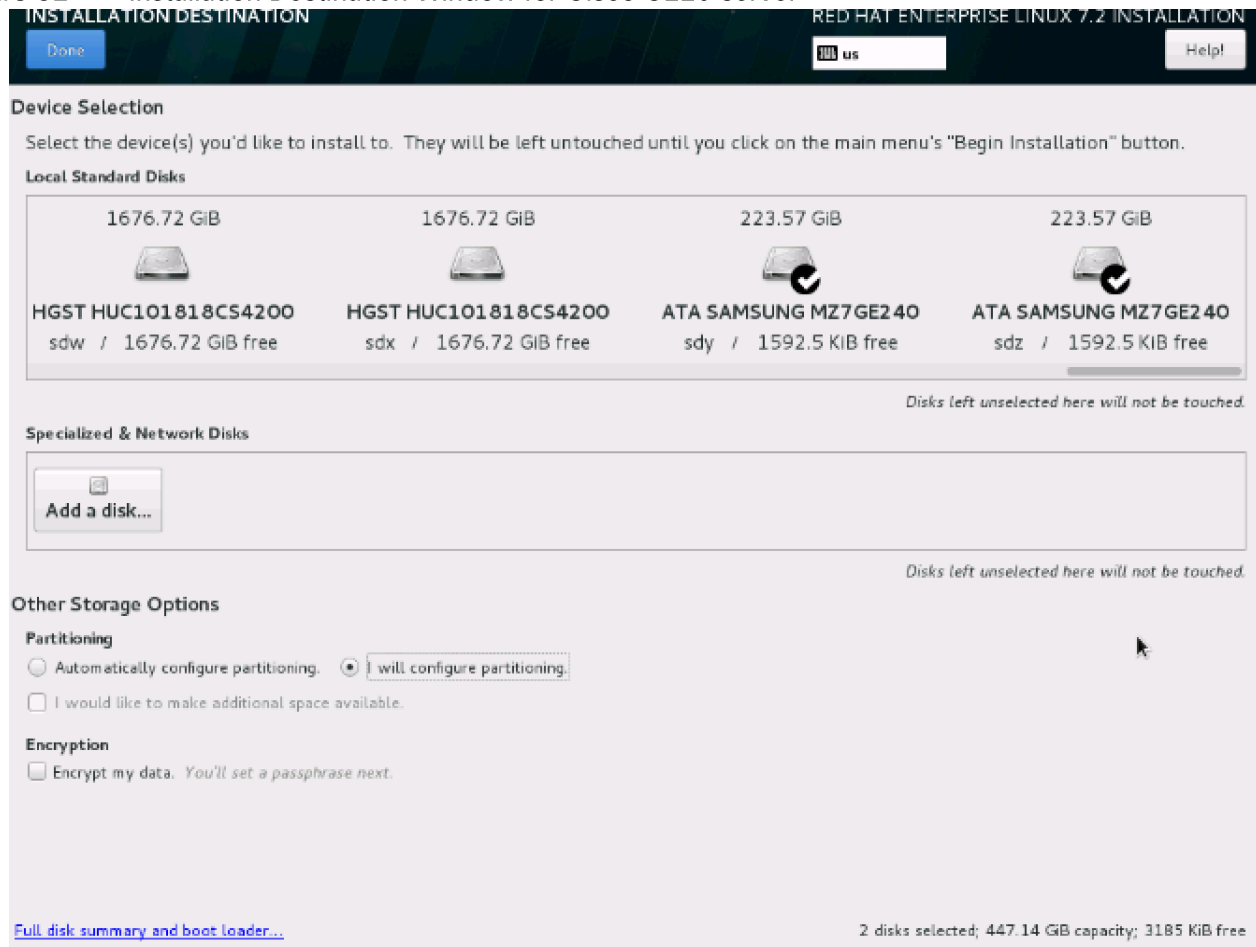 INSTALLATION DESTINATION
RED HAT ENTERPRISE LINUX 7.2 INSTALLATION
Done
us
Help!
Device Selection
Select the device(s) you'd like to install to. They will be left untouched until you click on the main menu's "Begin Installation" button.
Local Standard Disks
1676.72 GiB 1676.72 GiB 223.57 GiB 223.57 GiB
HGST HUC101818CS4200 HGST HUC101818CS4200 ATA SAMSUNG MZ7GE240 ATA SAMSUNG MZ7GE240
sdw / 1676.72 GiB free sdx / 1676.72 GiB free sdy / 1592.5 KiB free sdz / 1592.5 KiB free
Disks left unselected here will not be touched.
Specialized & Network Disks
Add a disk...
Disks left unselected here will not be touched.
Other Storage Options
Partitioning
Automatically configure partitioning. I will configure partitioning.
I would like to make additional space available.
Encryption
Encrypt my data. You'll set a passphrase next.
Full disk summary and boot loader...
2 disks selected; 447.14 GiB capacity; 3185 KiB free